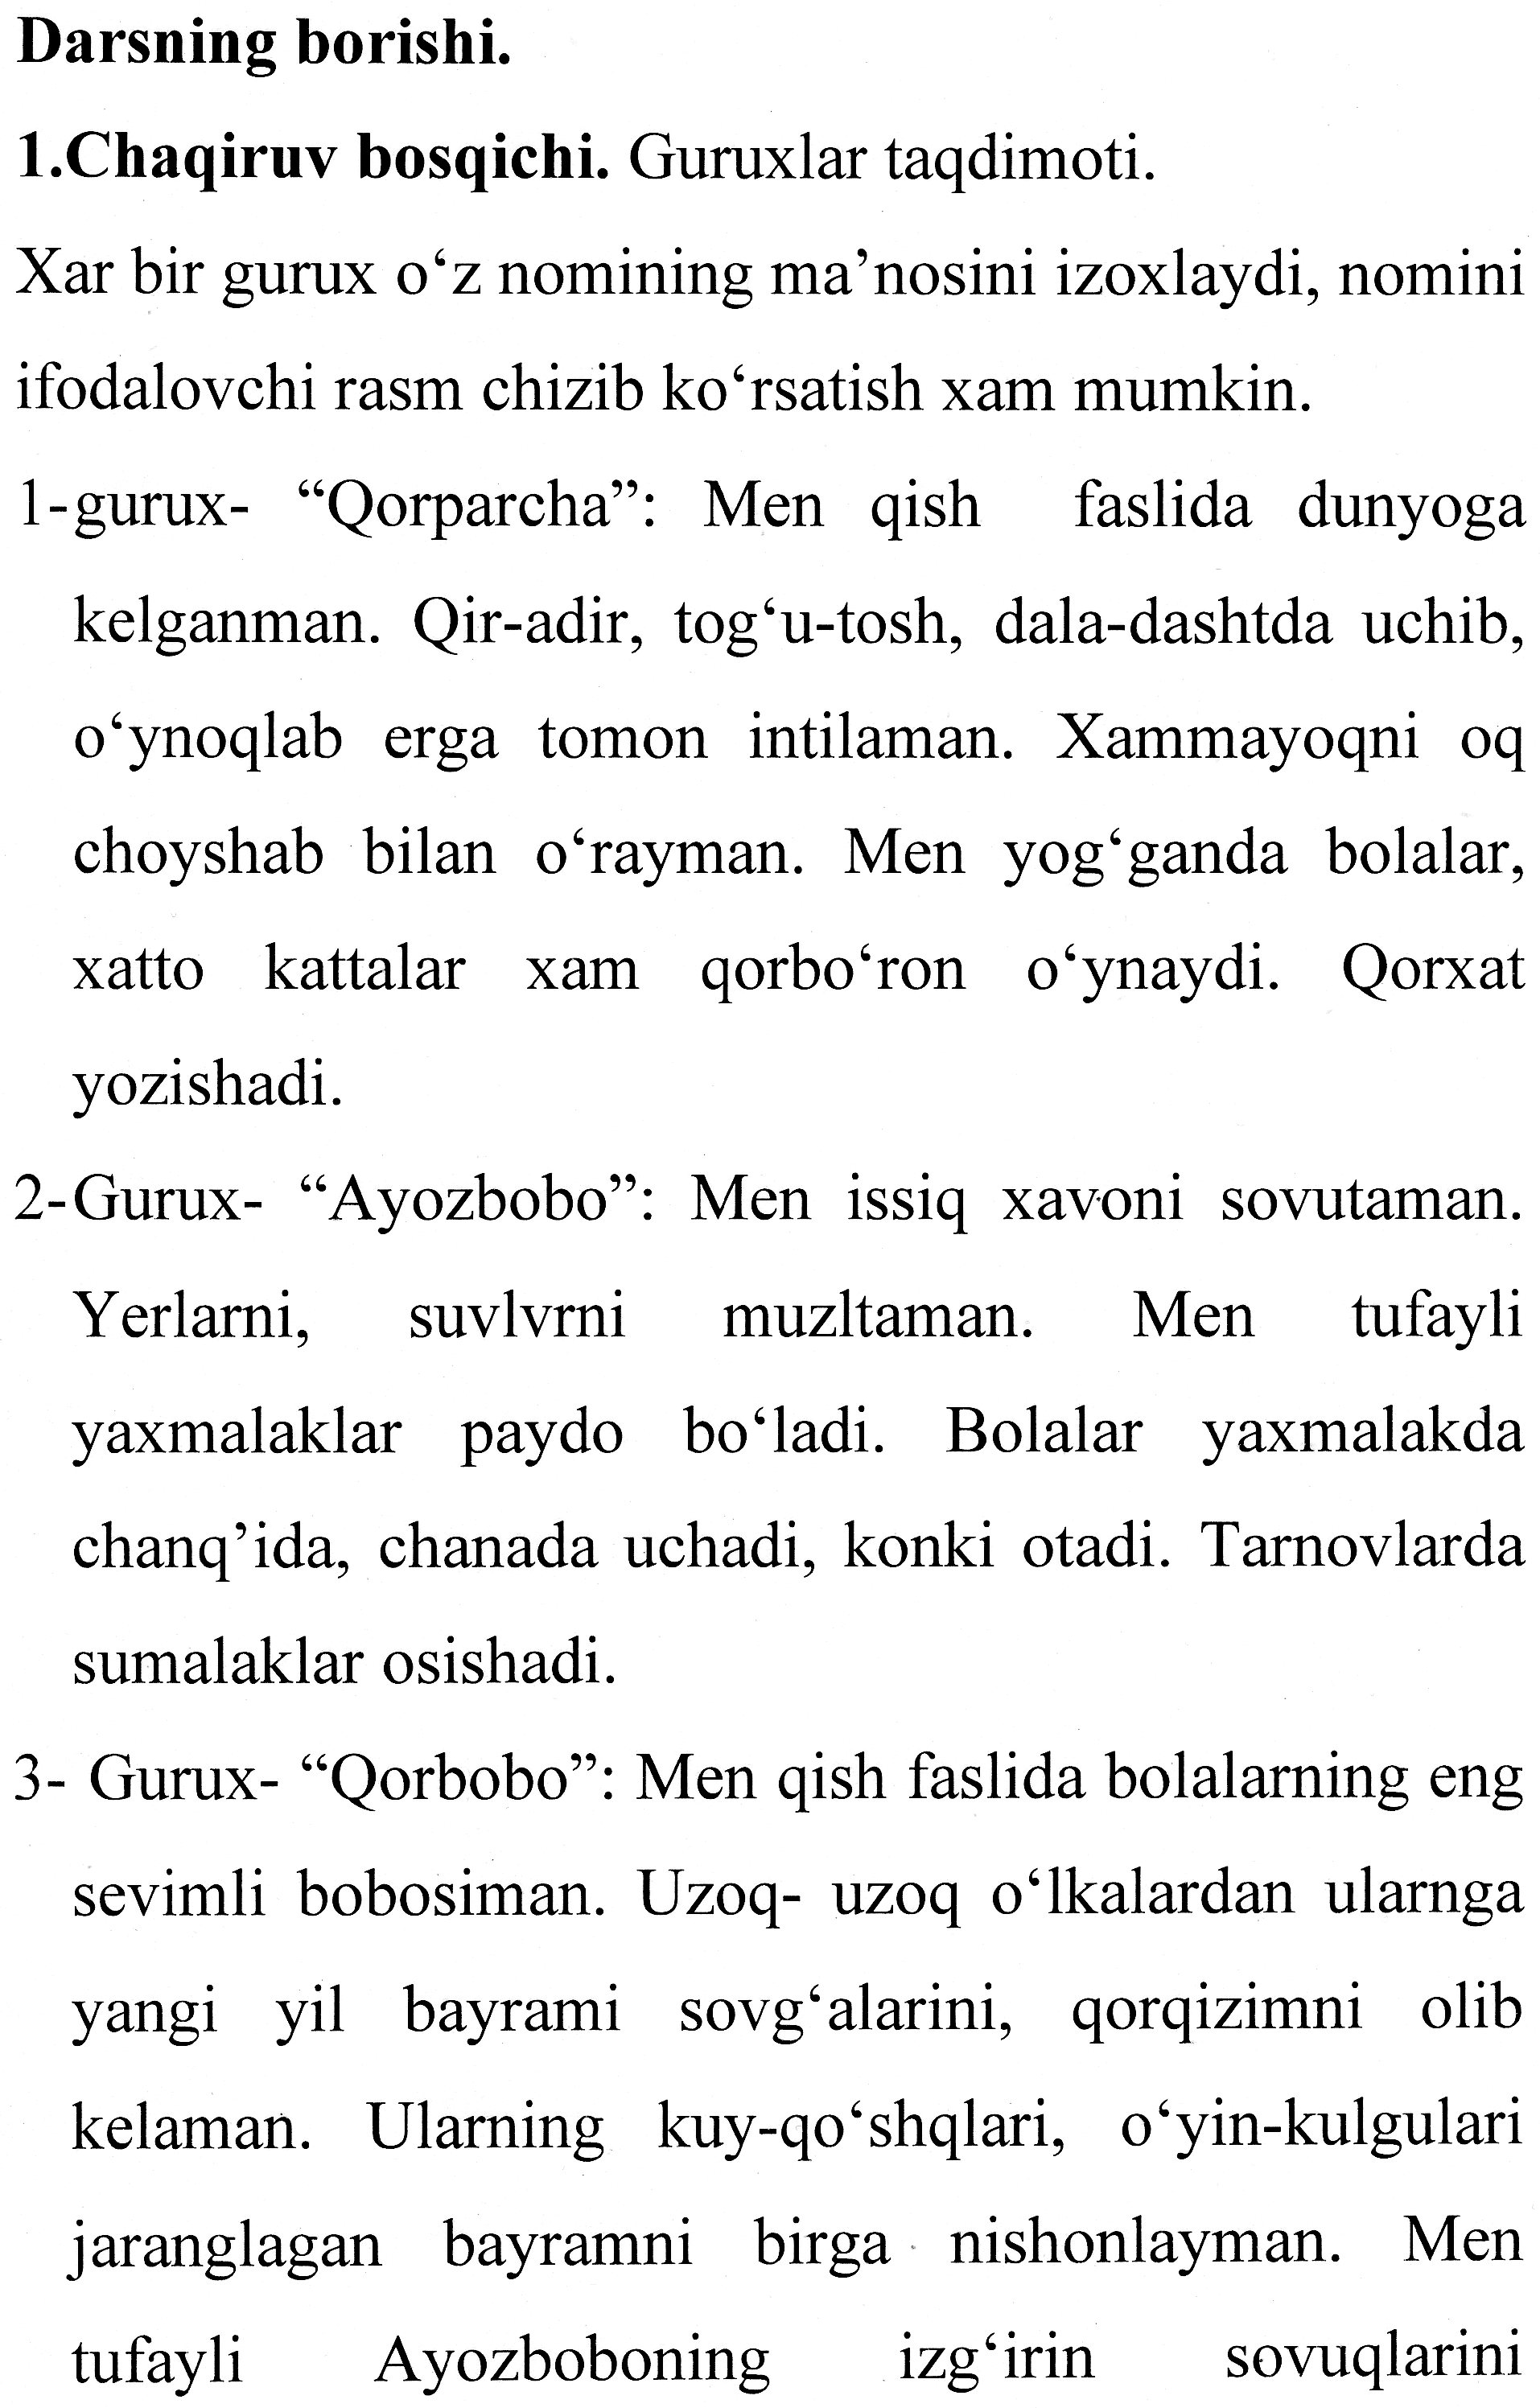 Darsning borishi.
1.Chaqiruv bosqichi. Guruxlar taqdimoti.
Xar bir gurux o‘z nomining ma’nosini izoxlaydi, nomini
ifodalovchi rasm chizib ko‘rsatish xam mumkin.
1-gurux- “Qorparcha”: Men qish faslida dunyoga
kelganman. Qir-adir, tog‘u-tosh, dala-dashtda uchib,
o‘ynoqlab erga tomon intilaman. Xammayoqni oq
choyshab bilan o‘rayman. Men yog‘ganda bolalar,
xatto kattalar xam qorbo‘ron o‘ynaydi. Qorxat
yozishadi.
2-Gurux- “Ayozbobo”: Men issiq xavoni sovutaman.
Yerlarni, suvlvrni muzltaman. Men tufayli
yaxmalaklar paydo bo‘ladi. Bolalar yaxmalakda
chanq’ida, chanada uchadi, konki otadi. Tarnovlarda
sumalaklar osishadi.
3- Gurux- “Qorbobo”: Men qish faslida bolalarning eng
sevimli bobosiman. Uzoq- uzoq o‘lkalardan ularnga
yangi yil bayrami sovg‘alarini, qorqizimni olib
kelaman. Ularning kuy-qo‘shqlari, o‘yin-kulgulari
jaranglagan bayramni birga nishonlayman. Men
tufayli Ayozboboning izg‘irin sovuqlarini